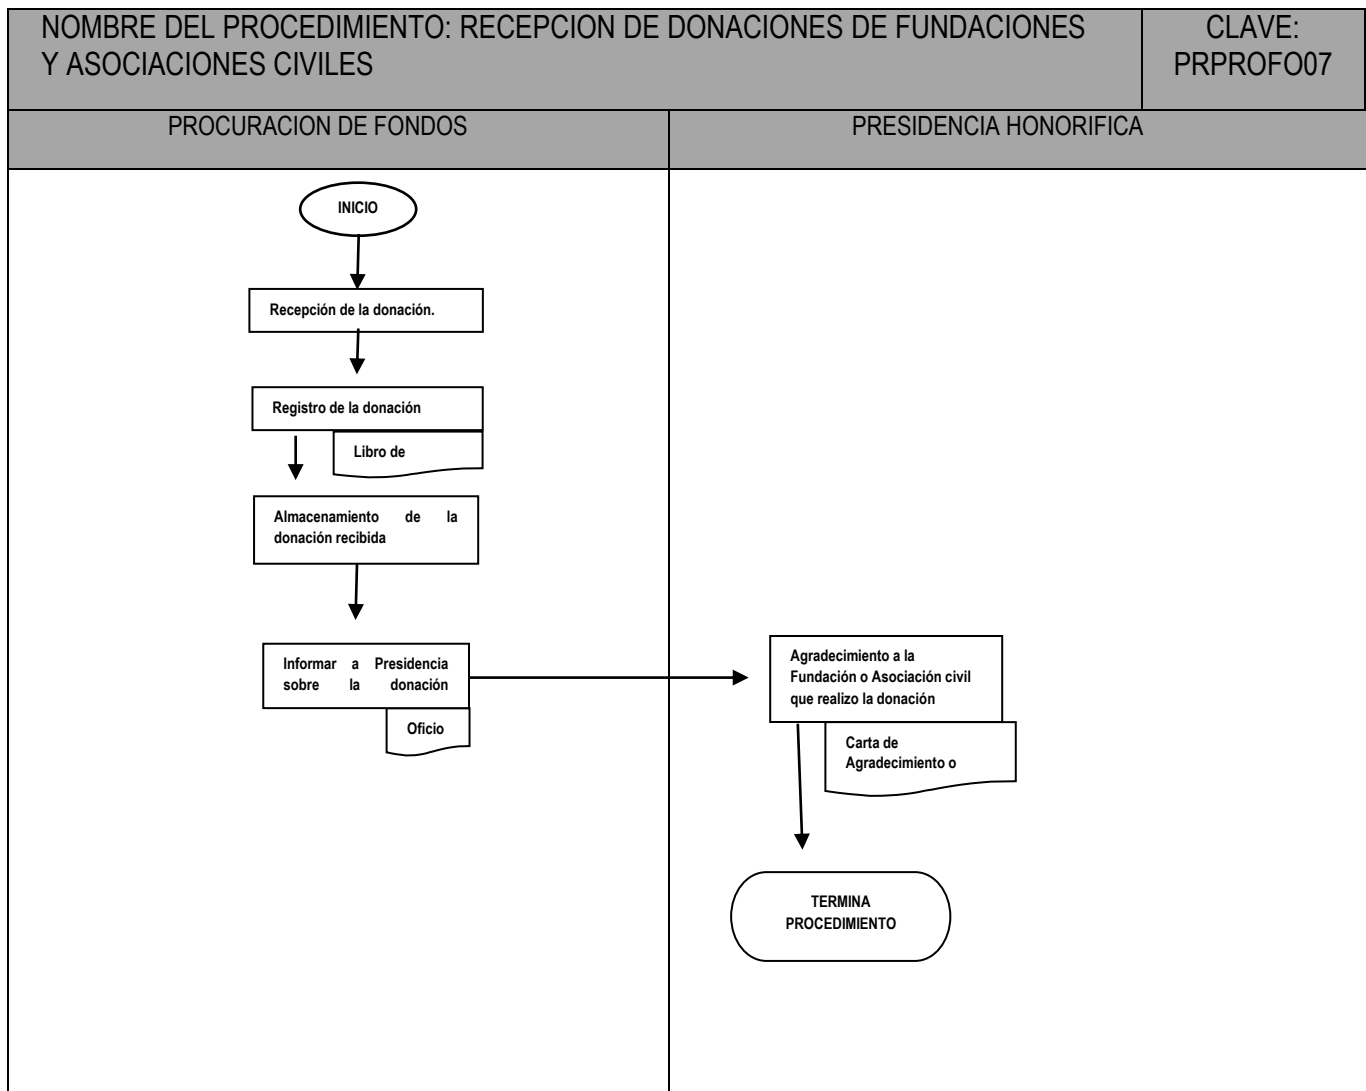 NOMBRE DEL PROCEDIMIENTO: RECEPCION DE DONACIONES DE FUNDACIONES
Y ASOCIACIONES CIVILES
CLAVE:
PRPROFO07
PROCURACION DE FONDOS
PRESIDENCIA HONORIFICA
INICIO
Recepción de la donación.
Registro de la donación
Libro de
Almacenamiento de la
donación recibida
Informar a Presidencia
sobre la donación
Oficio
Agradecimiento a la
Fundación o Asociación civil
que realizo la donación
Carta de
Agradecimiento o
TERMINA
PROCEDIMIENTO